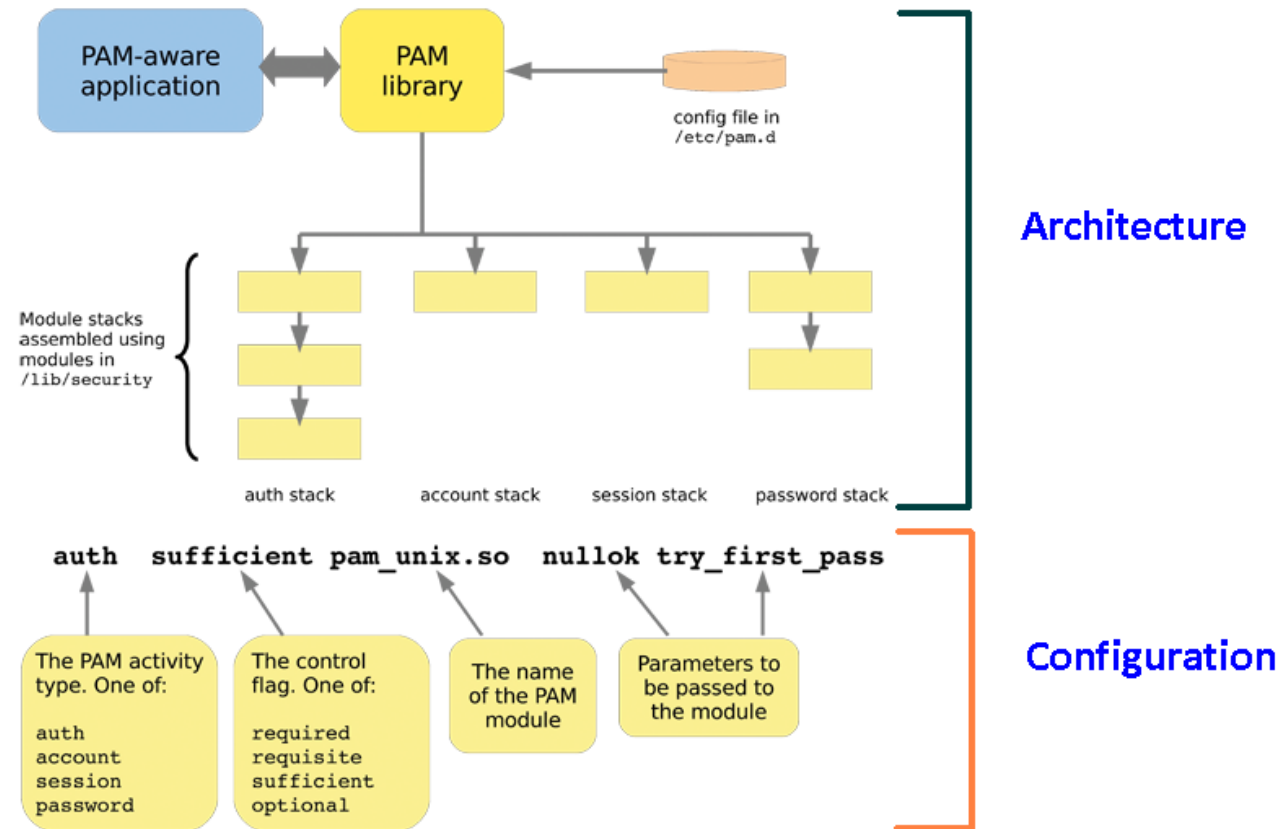 PAM-aware
application
PAM
library
config file in
/etc/pam.d
Architecture
Module stacks
assembled using
modules in
/lib/security
auth stack
account stack
session stack
password stack
auth sufficient pam_unix.so nullok try_first_pass
The PAM activity
type. One of:
auth
account
session
password
The control
flag. One of:
required
requisite
sufficient
optional
The name
of the PAM
module
Parameters to
be passed to
the module
Configuration